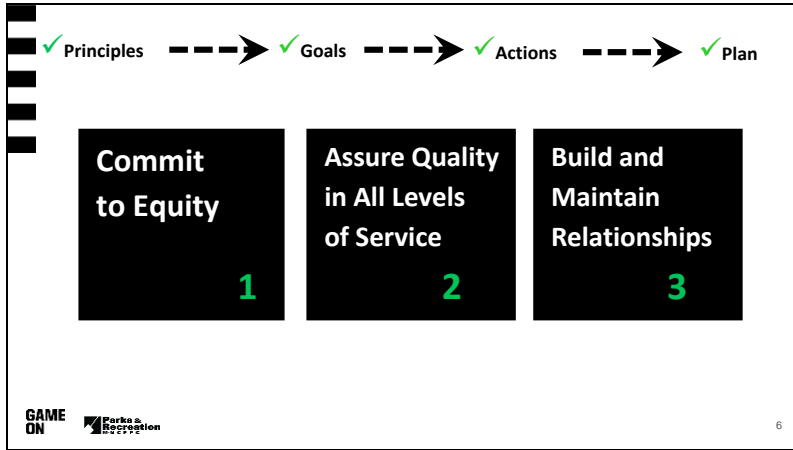 Principles
Goals
Actions
Plan
Commit
to Equity
1
Assure Quality
in All Levels
of Service
2
Build and
Maintain
Relationships
3
GAME
ON
Parks &
Recreation
M-NCPPC
6